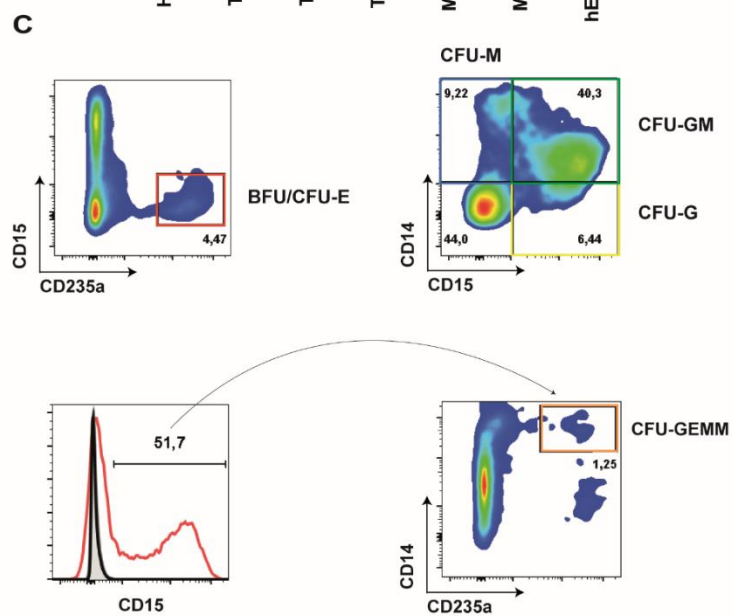 C
CFU-M
CD15
CD235a
BFU/CFU-E
4,47
9,22
40,3
CFU-GM
CFU-G
44,0
6,44
CD14
CD15
51,7
CD15
CFU-GEMM
1,25
CD14
CD235a